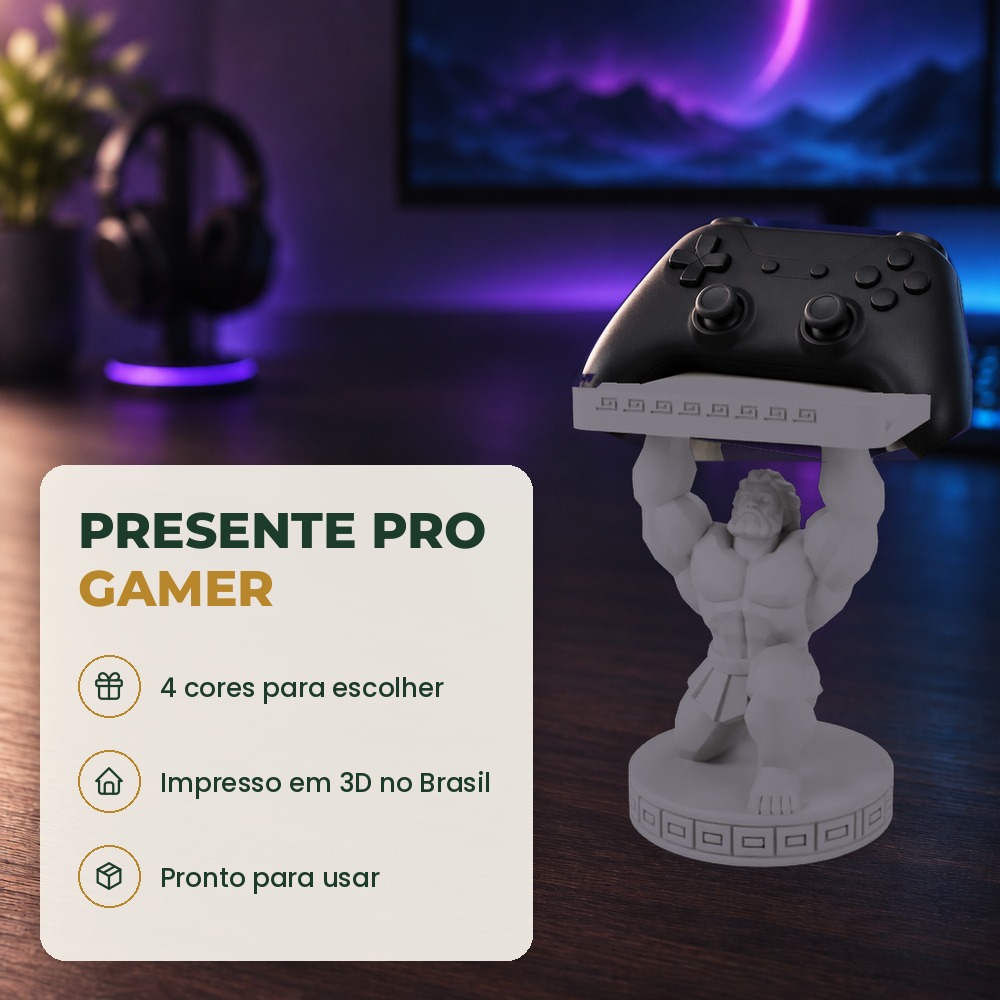 PRESENTE PRO
GAMER
4 cores para escolher
Impresso em 3D no Brasil
Pronto para usar